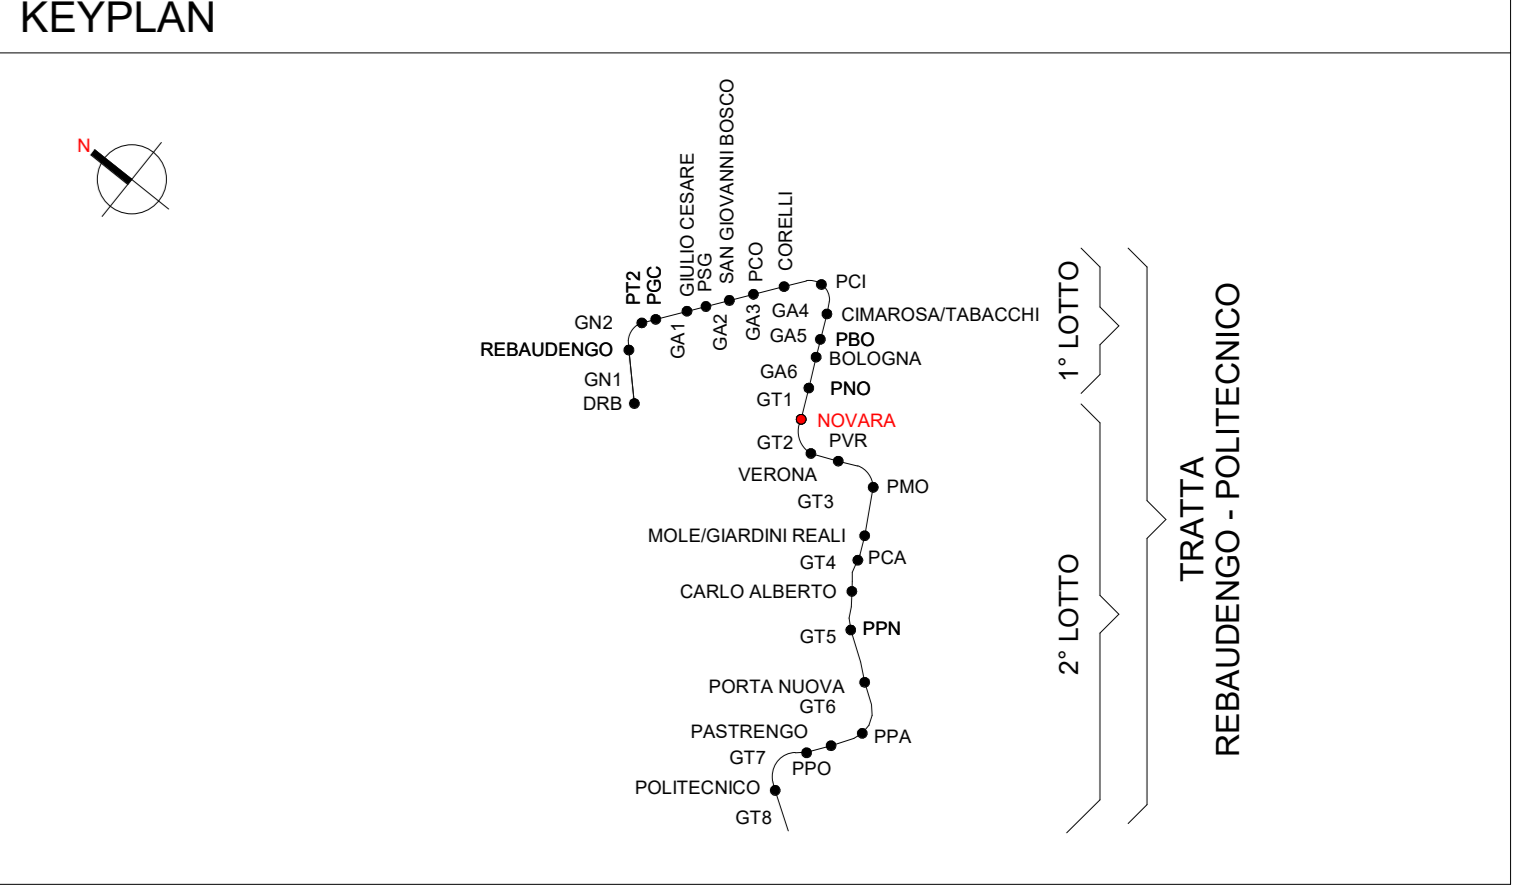 KEYPLAN
N
SAN GIOVANNI BOSCO
GIULIO CESARE
CORELLI
PCO
PSG
PT2
PGC
PCI
GN2
GA1
GA2
GA3
GA4
CIMAROSA/TABACCHI
REBAUDENGO
GA5
PBO
BOLOGNA
GN1
GA6
PNO
DRB
GT1
NOVARA
GT2
PVR
VERONA
PMO
GT3
MOLE/GIARDINI REALI
GT4
PCA
CARLO ALBERTO
GT5
PPN
PORTA NUOVA
GT6
PASTRENGO
PPA
GT7
PPO
POLITECNICO
GT8
1° LOTTO
2° LOTTO
TRATTA
REBAUDENGO - POLITECNICO